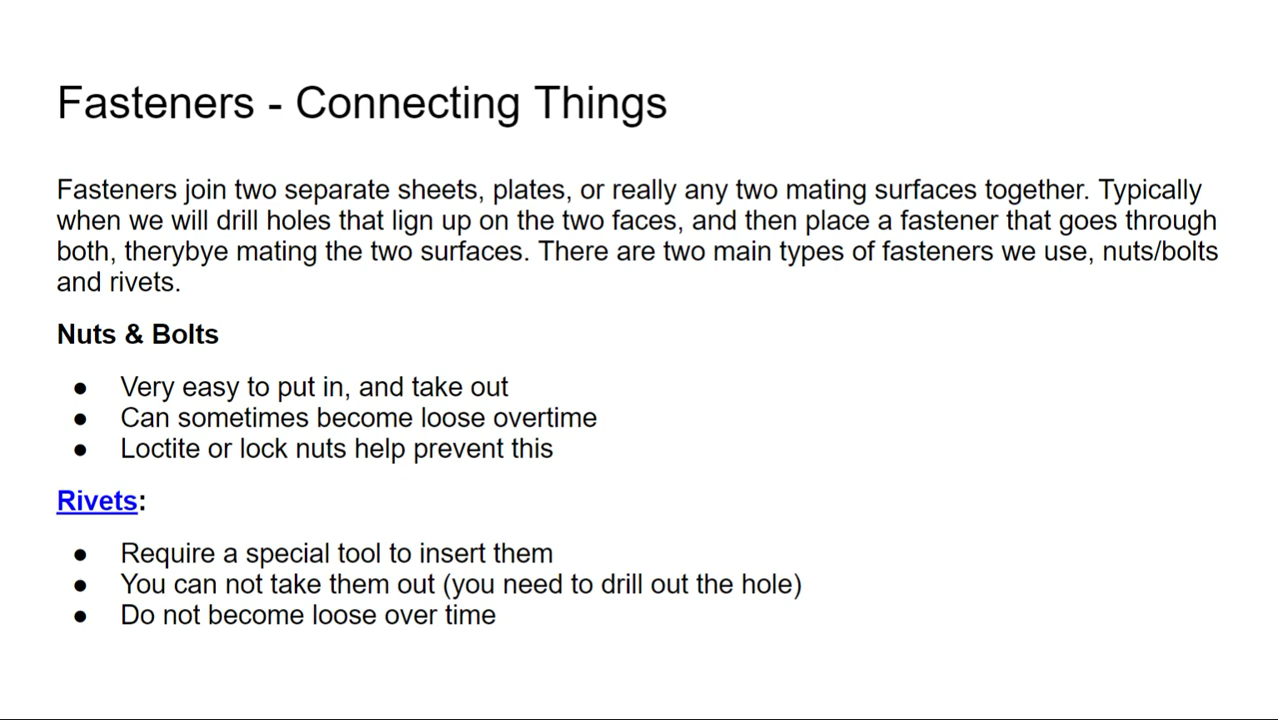 Fasteners - Connecting Things
Fasteners join two separate sheets, plates, or really any two mating surfaces together. Typically
when we will drill holes that lign up on the two faces, and then place a fastener that goes through
both, therybye mating the two surfaces. There are two main types of fasteners we use, nuts/bolts
and rivets.
Nuts & Bolts
● Very easy to put in, and take out
● Can sometimes become loose overtime
● Loctite or lock nuts help prevent this
Rivets:
● Require a special tool to insert them
● You can not take them out (you need to drill out the hole)
● Do not become loose over time